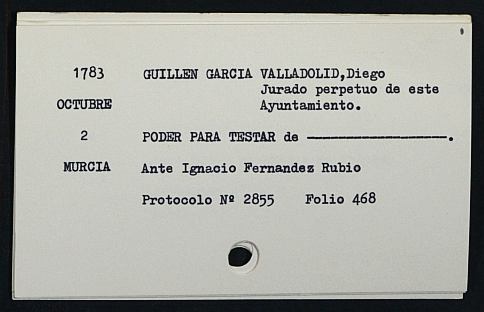 1783 GUILLEN GARCIA VALLADOLID,Diego
Jurado perpetuo de este
OCTUBRE Ayuntamiento.
2 PODER PARA TESTAR de ————————————.
MURCIA Ante Ignacio Fernandez Rubio
Protocolo Nº 2855 Folio 468